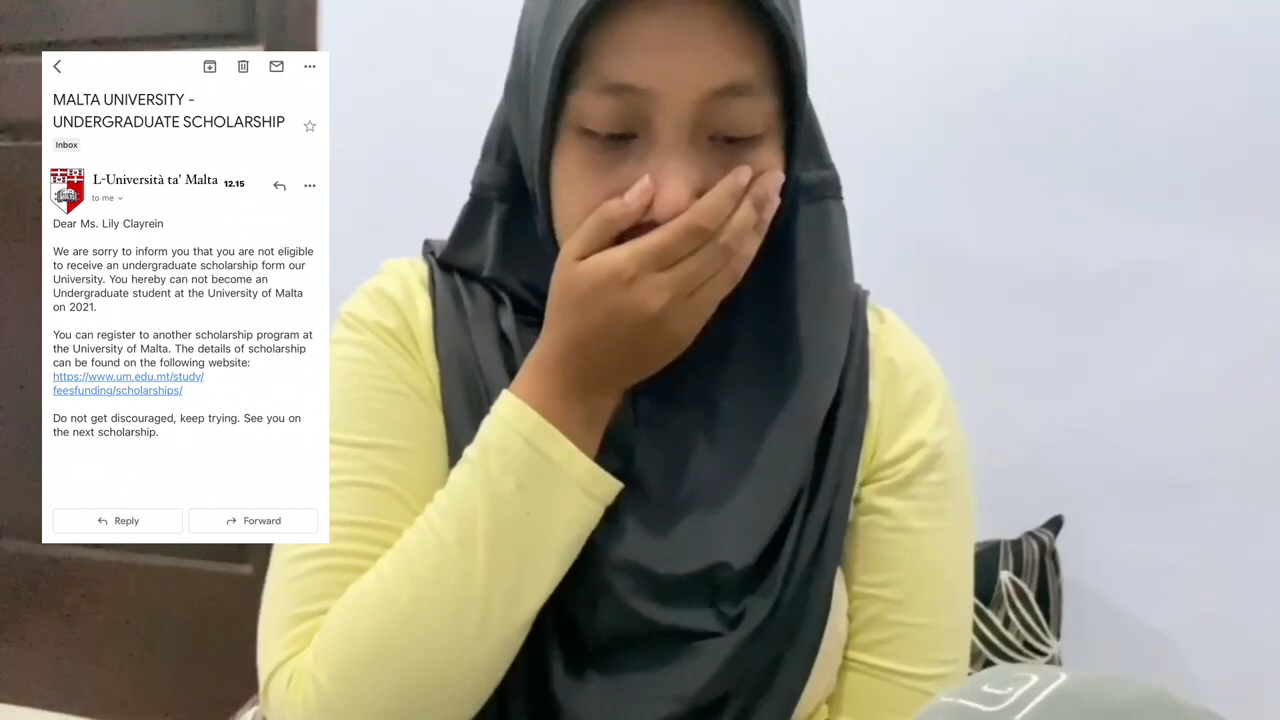 MALTA UNIVERSITY -
UNDERGRADUATE SCHOLARSHIP
Inbox
L-Università ta' Malta 12.15
to me
Dear Ms. Lily Clayrein
We are sorry to inform you that you are not eligible
to receive an undergraduate scholarship form our
University. You hereby can not become an
Undergraduate student at the University of Malta
on 2021.
You can register to another scholarship program at
the University of Malta. The details of scholarship
can be found on the following website:
https://www.um.edu.mt/study/
feesfunding/scholarships/
Do not get discouraged, keep trying. See you on
the next scholarship.
Reply
Forward